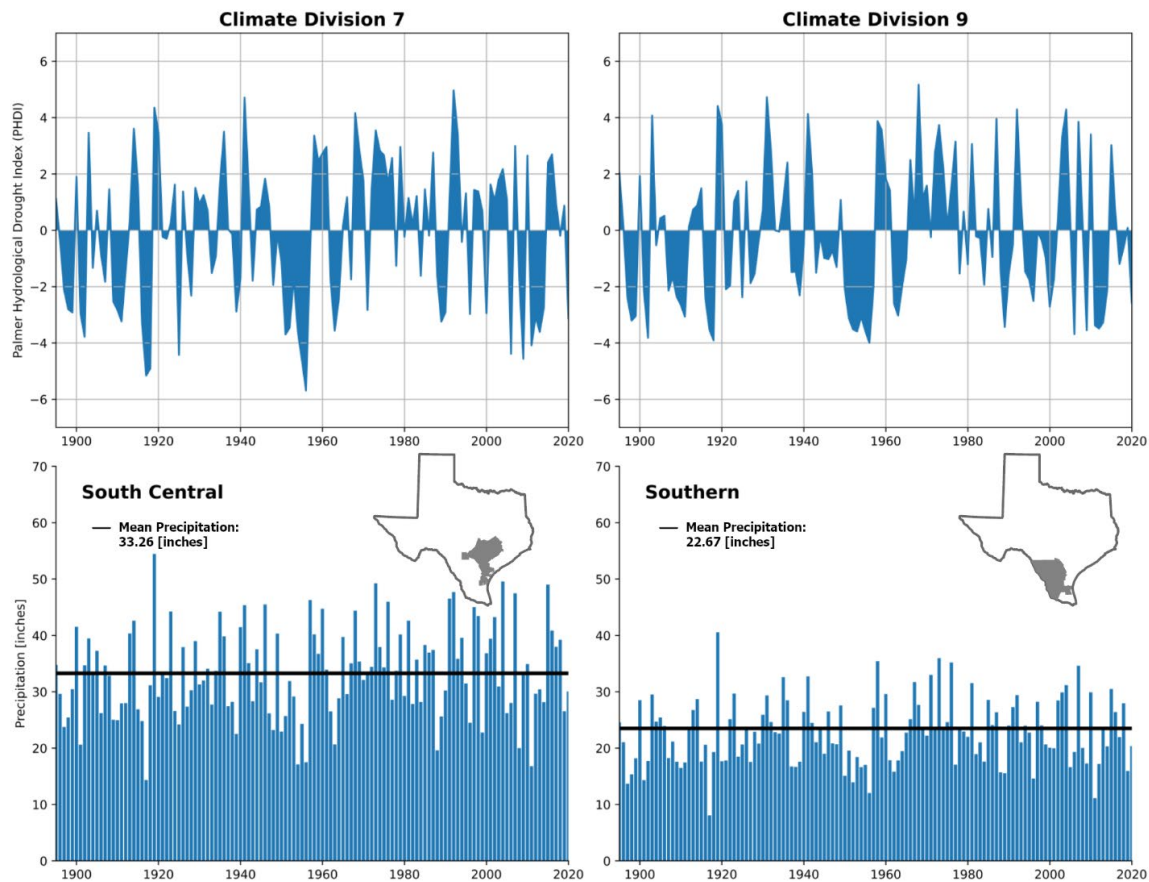 Climate Division 7
Climate Division 9
Palmer Hydrological Drought Index (PHDI)
6
4
2
0
−2
−4
−6
1900 1920 1940 1960 1980 2000 2020
6
4
2
0
−2
−4
−6
1900 1920 1940 1960 1980 2000 2020
Precipitation [inches]
70
60
50
40
30
20
10
0
South Central
Mean Precipitation:
33.26 [inches]
1900 1920 1940 1960 1980 2000 2020
70
60
50
40
30
20
10
0
Southern
Mean Precipitation:
22.67 [inches]
1900 1920 1940 1960 1980 2000 2020